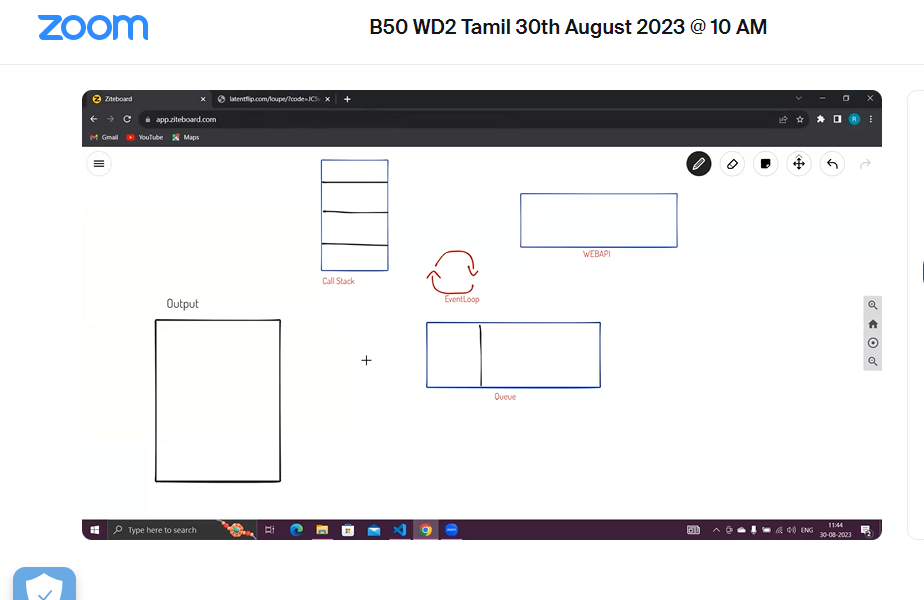 zoom
B50 WD2 Tamil 30th August 2023 @ 10 AM
Ziteboard
latentflip.com/loupe/?code=JC5
app.ziteboard.com
Gmail YouTube Maps
WEBAPI
Call Stack
EventLoop
Output
Queue
Type here to search
ENG
11:44
30-08-2023
2